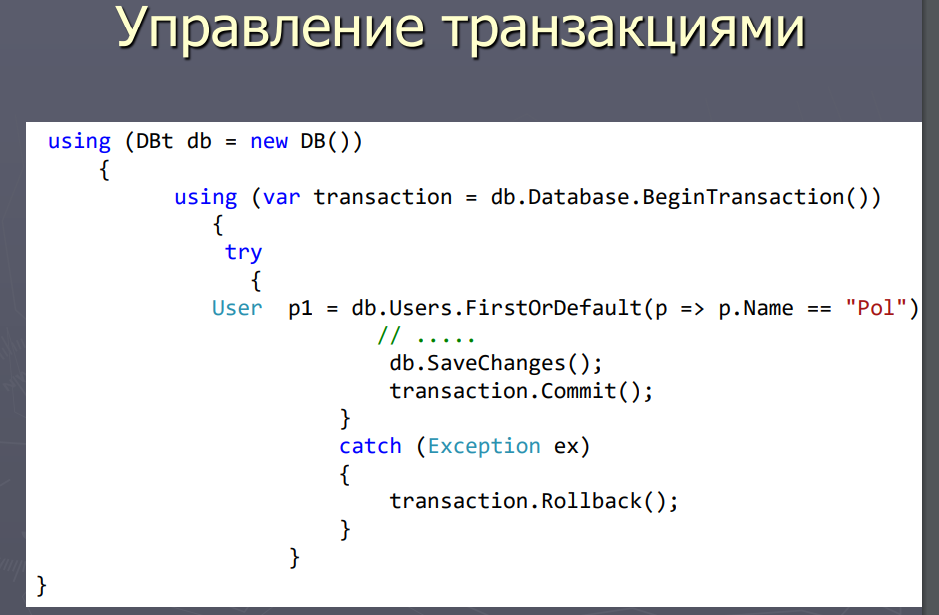 Управление транзакциями
using (DBt db = new DB())
{
using (var transaction = db.Database.BeginTransaction())
{
try
{
User p1 = db.Users.FirstOrDefault(p => p.Name == "Pol")
// .....
db.SaveChanges();
transaction.Commit();
}
catch (Exception ex)
{
transaction.Rollback();
}
}
}